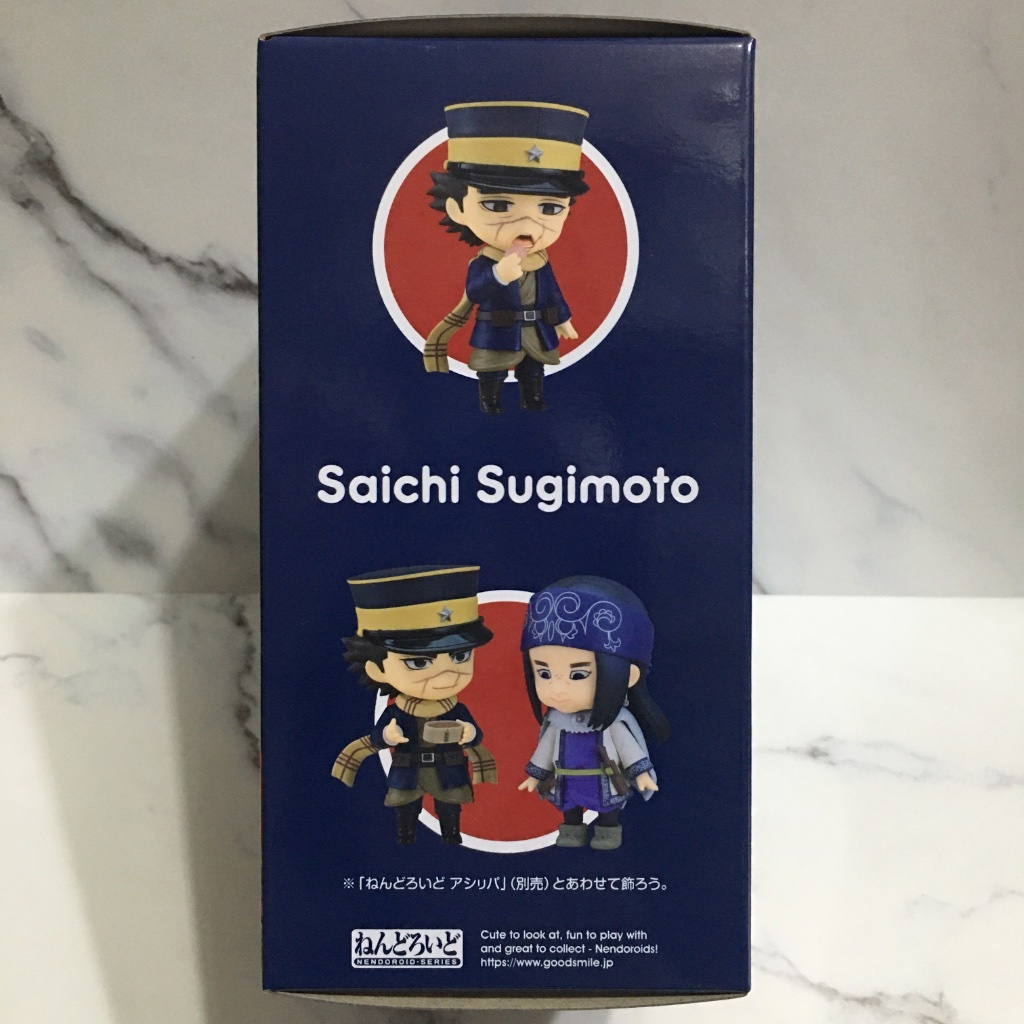 Saichi Sugimoto
※「ねんどろいど アシㇼパ」（別売）とあわせて飾ろう。
ねんどろいど
NENDOROID·SERIES
Cute to look at, fun to play with
and great to collect - Nendoroids!
https://www.goodsmile.jp